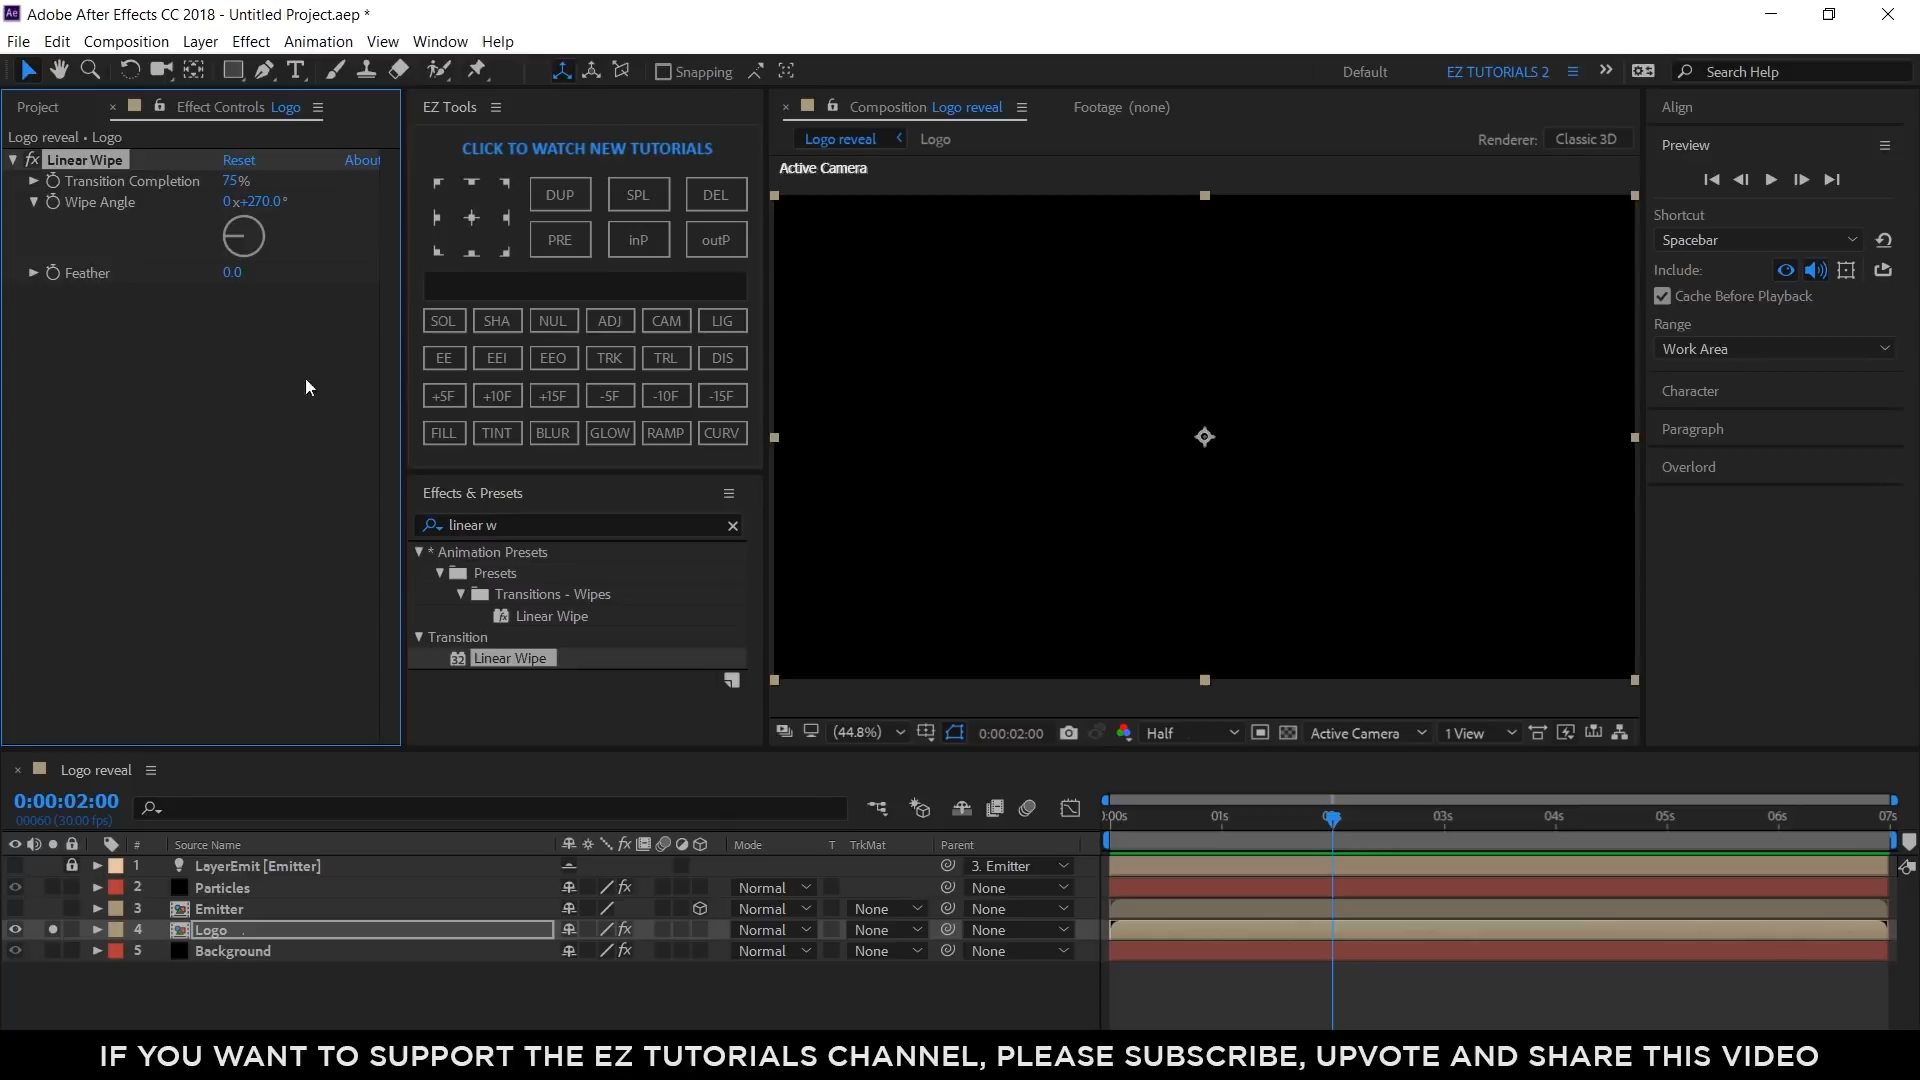 Adobe After Effects CC 2018 - Untitled Project.aep *
File Edit Composition Layer Effect Animation View Window Help
Snapping Default EZ TUTORIALS 2 Search Help
Project Effect Controls Logo
Logo reveal • Logo
fx Linear Wipe Reset About
Transition Completion 75%
Wipe Angle 0x+270.0°
Feather 0.0
EZ Tools
CLICK TO WATCH NEW TUTORIALS
DUP SPL DEL
PRE inP outP
SOL SHA NUL ADJ CAM LIG
EE EEI EEO TRK TRL DIS
+5F +10F +15F -5F -10F -15F
FILL TINT BLUR GLOW RAMP CURV
Effects & Presets
linear w
* Animation Presets
Presets
Transitions - Wipes
Linear Wipe
Transition
32 Linear Wipe
Composition Logo reveal Footage (none)
Logo reveal Logo Renderer: Classic 3D
Active Camera
(44.8%) 0:00:02:00 Half Active Camera 1 View
Align
Preview
Shortcut
Spacebar
Include:
Cache Before Playback
Range
Work Area
Character
Paragraph
Overlord
Logo reveal
0:00:02:00
00060 (30.00 fps)
):00s 01s 03s 04s 05s 06s 07s
# Source Name fx Mode T TrkMat Parent
1 LayerEmit [Emitter] 3. Emitter
2 Particles fx Normal None
3 Emitter Normal None None
4 Logo fx Normal None None
5 Background fx Normal None None
IF YOU WANT TO SUPPORT THE EZ TUTORIALS CHANNEL, PLEASE SUBSCRIBE, UPVOTE AND SHARE THIS VIDEO